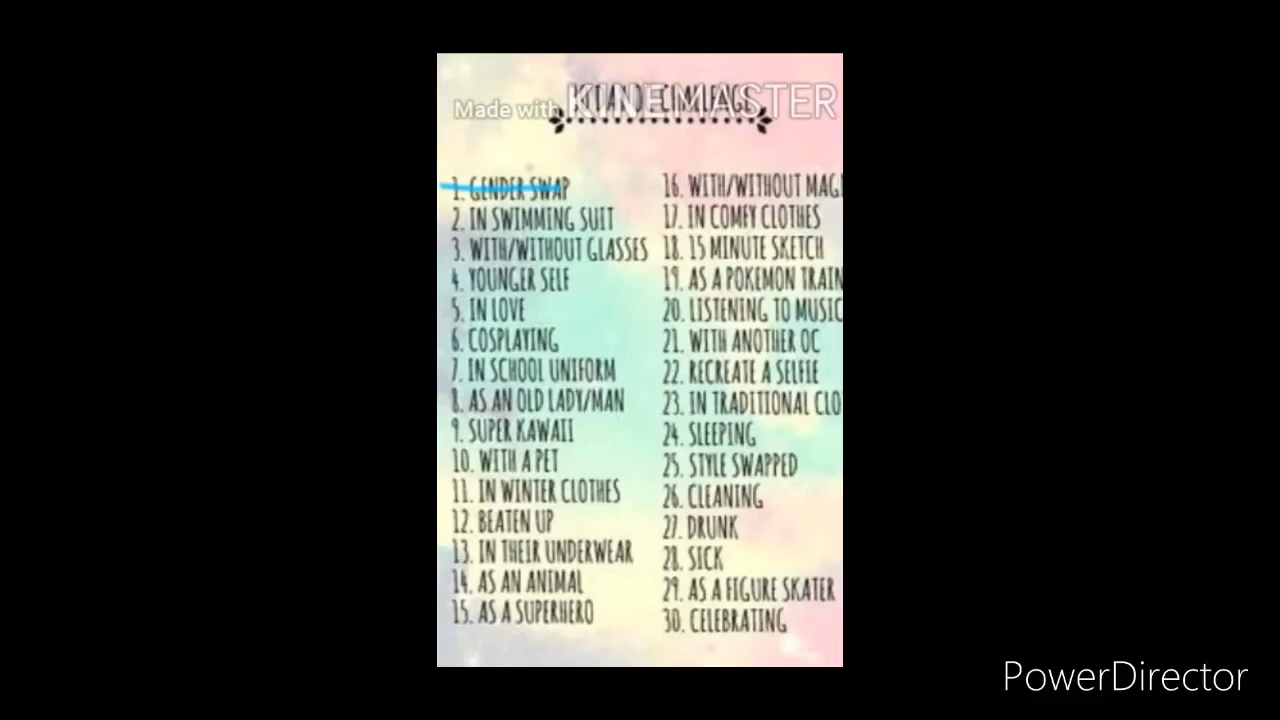 Made with KINEMASTER
1. GENDER SWAP
2. IN SWIMMING SUIT
3. WITH/WITHOUT GLASSES
4. YOUNGER SELF
5. IN LOVE
6. COSPLAYING
7. IN SCHOOL UNIFORM
8. AS AN OLD LADY/MAN
9. SUPER KAWAII
10. WITH A PET
11. IN WINTER CLOTHES
12. BEATEN UP
13. IN THEIR UNDERWEAR
14. AS AN ANIMAL
15. AS A SUPERHERO
16. WITH/WITHOUT MAG
17. IN COMFY CLOTHES
18. 15 MINUTE SKETCH
19. AS A POKEMON TRAIN
20. LISTENING TO MUSIC
21. WITH ANOTHER OC
22. RECREATE A SELFIE
23. IN TRADITIONAL CLO
24. SLEEPING
25. STYLE SWAPPED
26. CLEANING
27. DRUNK
28. SICK
29. AS A FIGURE SKATER
30. CELEBRATING
PowerDirector